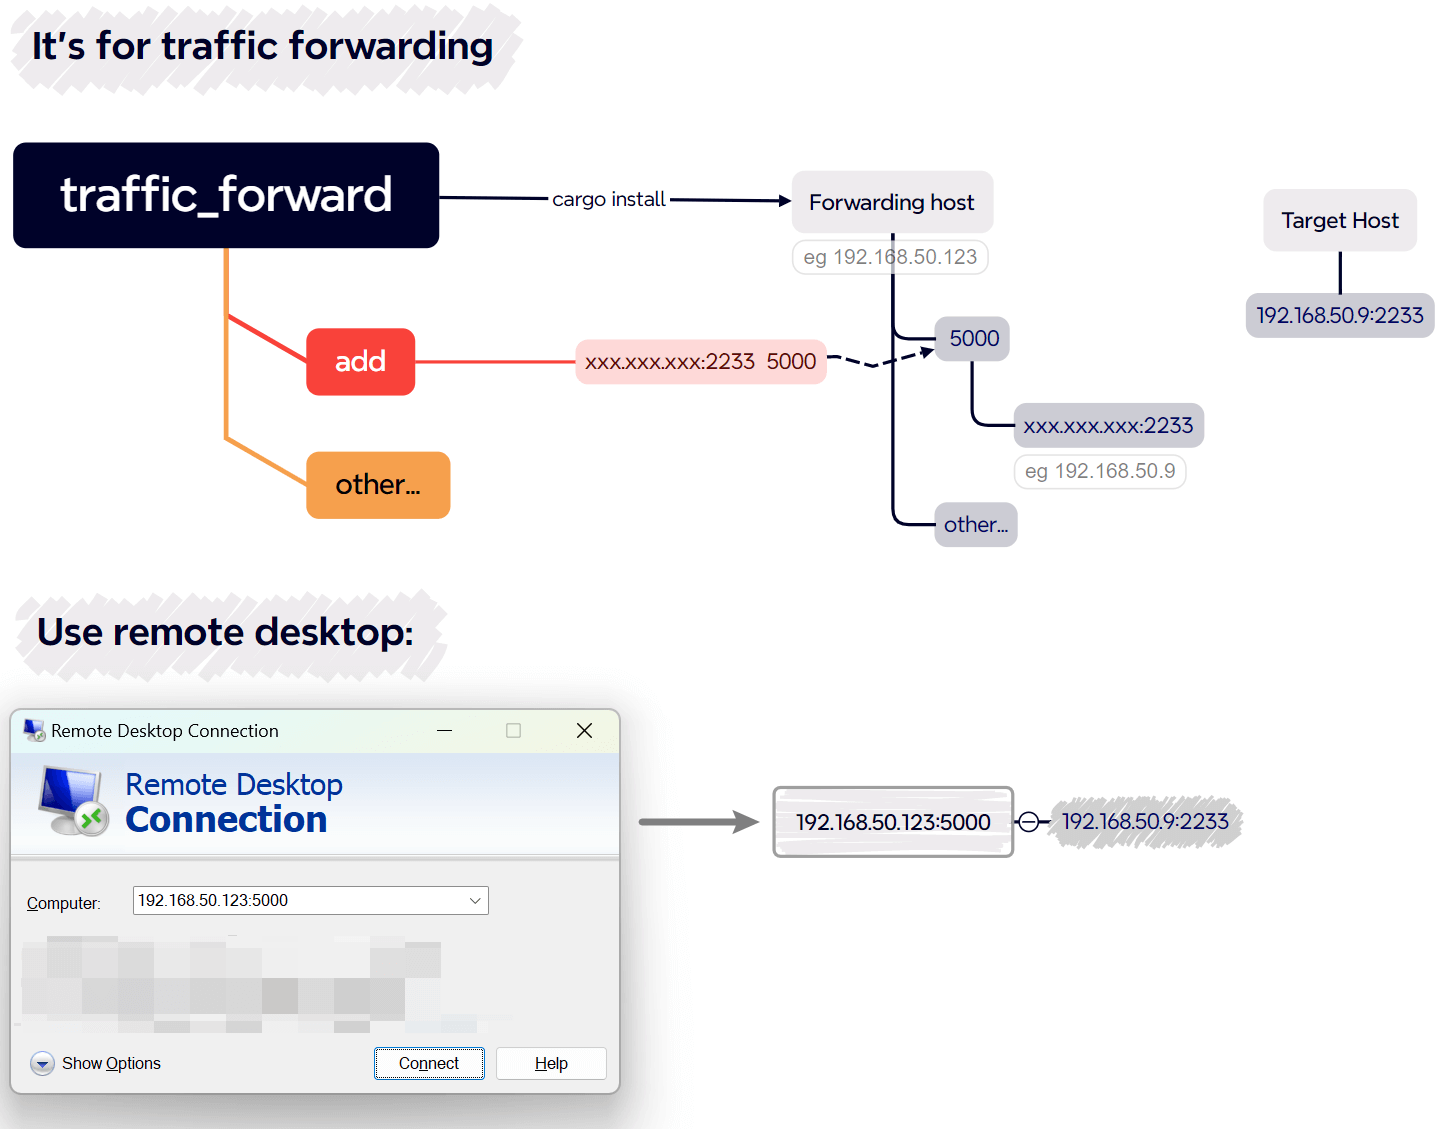 It's for traffic forwarding
traffic_forward
cargo install
Forwarding host
eg 192.168.50.123
Target Host
192.168.50.9:2233
5000
add
xxx.xxx.xxx:2233  5000
xxx.xxx.xxx:2233
eg 192.168.50.9
other...
other...
Use remote desktop:
Remote Desktop Connection
Remote Desktop
Connection
192.168.50.123:5000
192.168.50.9:2233
Computer:
192.168.50.123:5000
Show Options
Connect
Help